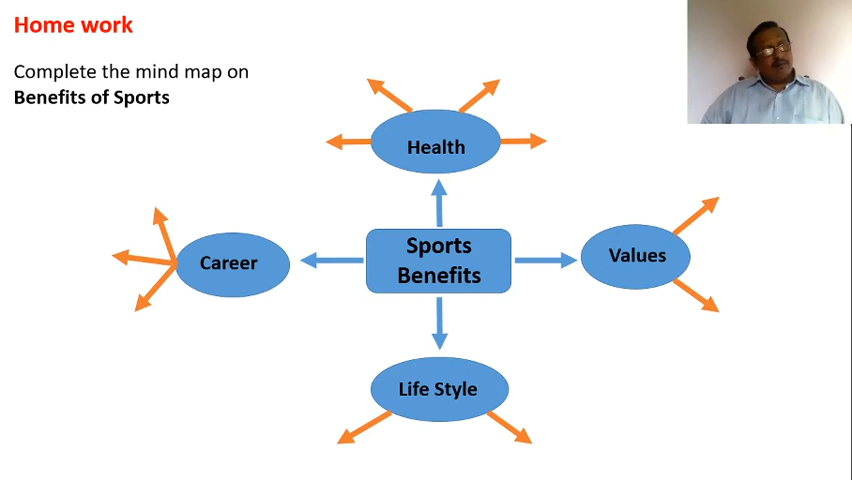 Home work
Complete the mind map on
Benefits of Sports
Health
Career
Sports
Benefits
Values
Life Style